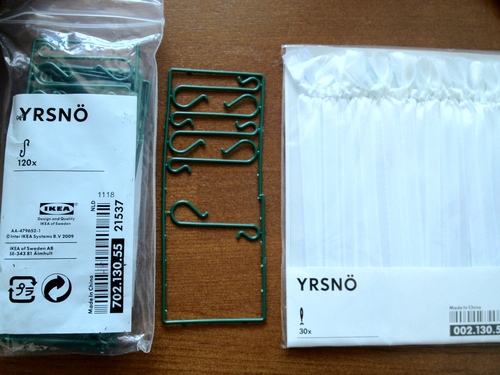 YRSNÖ
120x
IKEA
Design and Quality
IKEA of Sweden
AA-479652-1
©Inter IKEA Systems B.V 2009
IKEA of Sweden AB
SE-343 81 Älmhult
NLD 1118
21537
702.130.55
Made in China
YRSNÖ
30x
Made in China
002.130.5